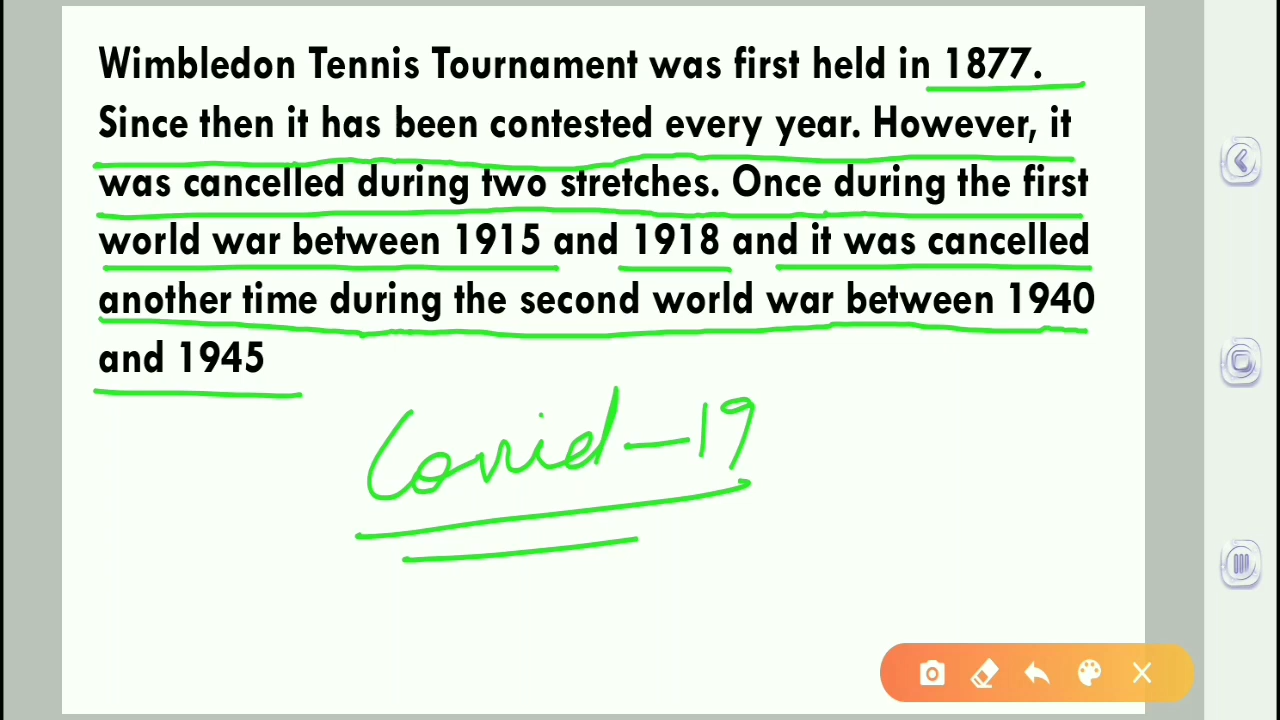 Wimbledon Tennis Tournament was first held in 1877.
Since then it has been contested every year. However, it
was cancelled during two stretches. Once during the first
world war between 1915 and 1918 and it was cancelled
another time during the second world war between 1940
and 1945
Covid-19